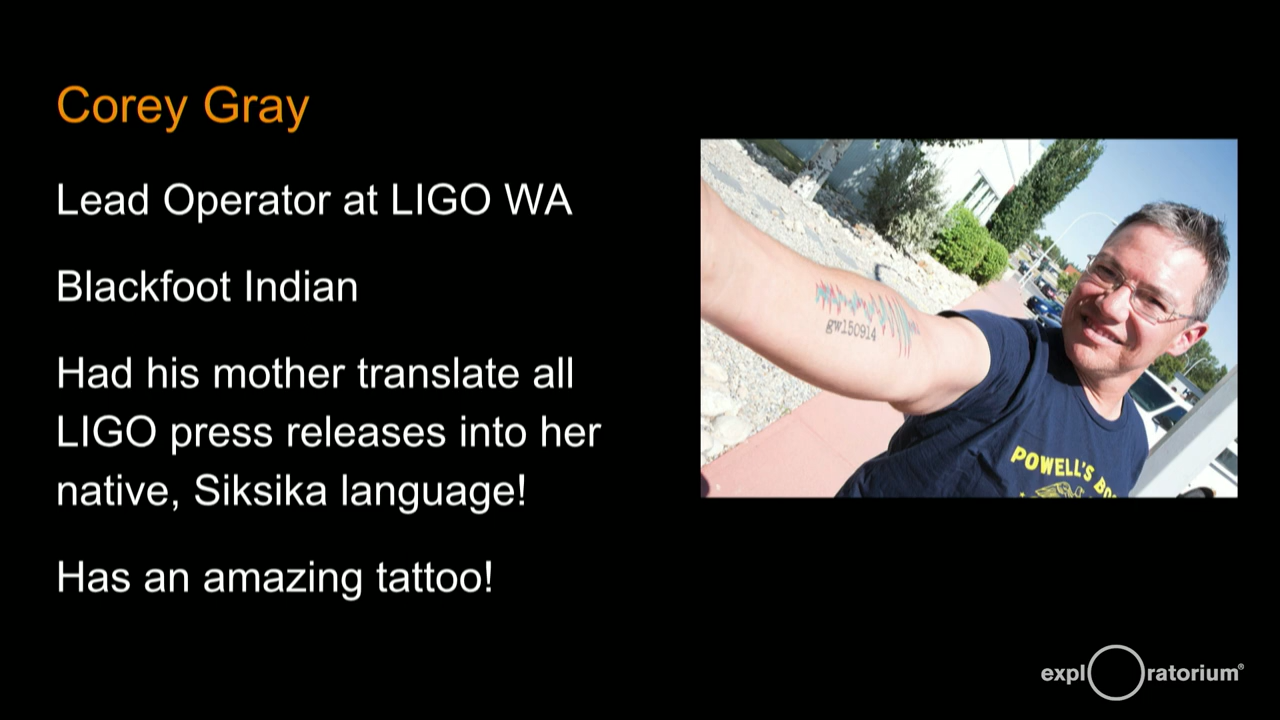 Corey Gray
Lead Operator at LIGO WA
Blackfoot Indian
Had his mother translate all
LIGO press releases into her
native, Siksika language!
Has an amazing tattoo!
gw150914
POWELL'S
expl ratorium®